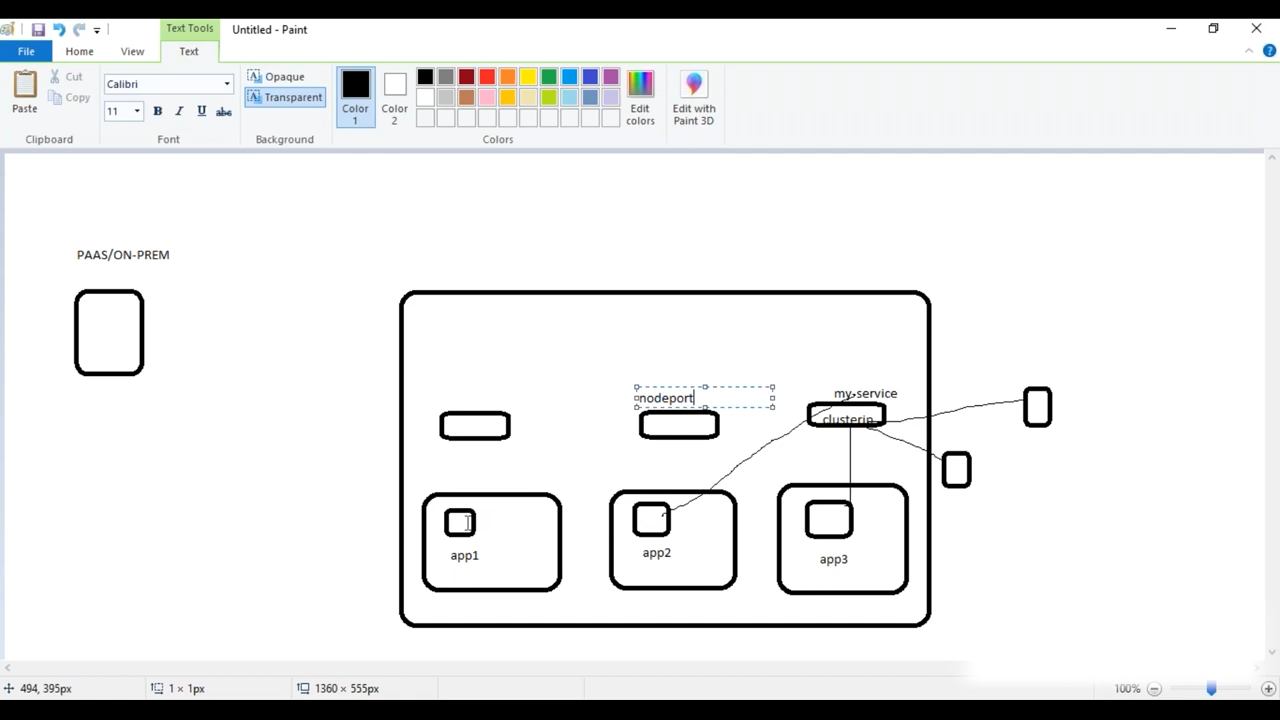 Text Tools
Untitled - Paint
File
Home
View
Text
Paste
Cut
Copy
Clipboard
Calibri
11
B I U abc
Font
Opaque
Transparent
Background
Color 1
Color 2
Edit colors
Edit with Paint 3D
Colors
PAAS/ON-PREM
nodeport
my-service
clusterip
app1
app2
app3
494, 395px
1 × 1px
1360 × 555px
100%